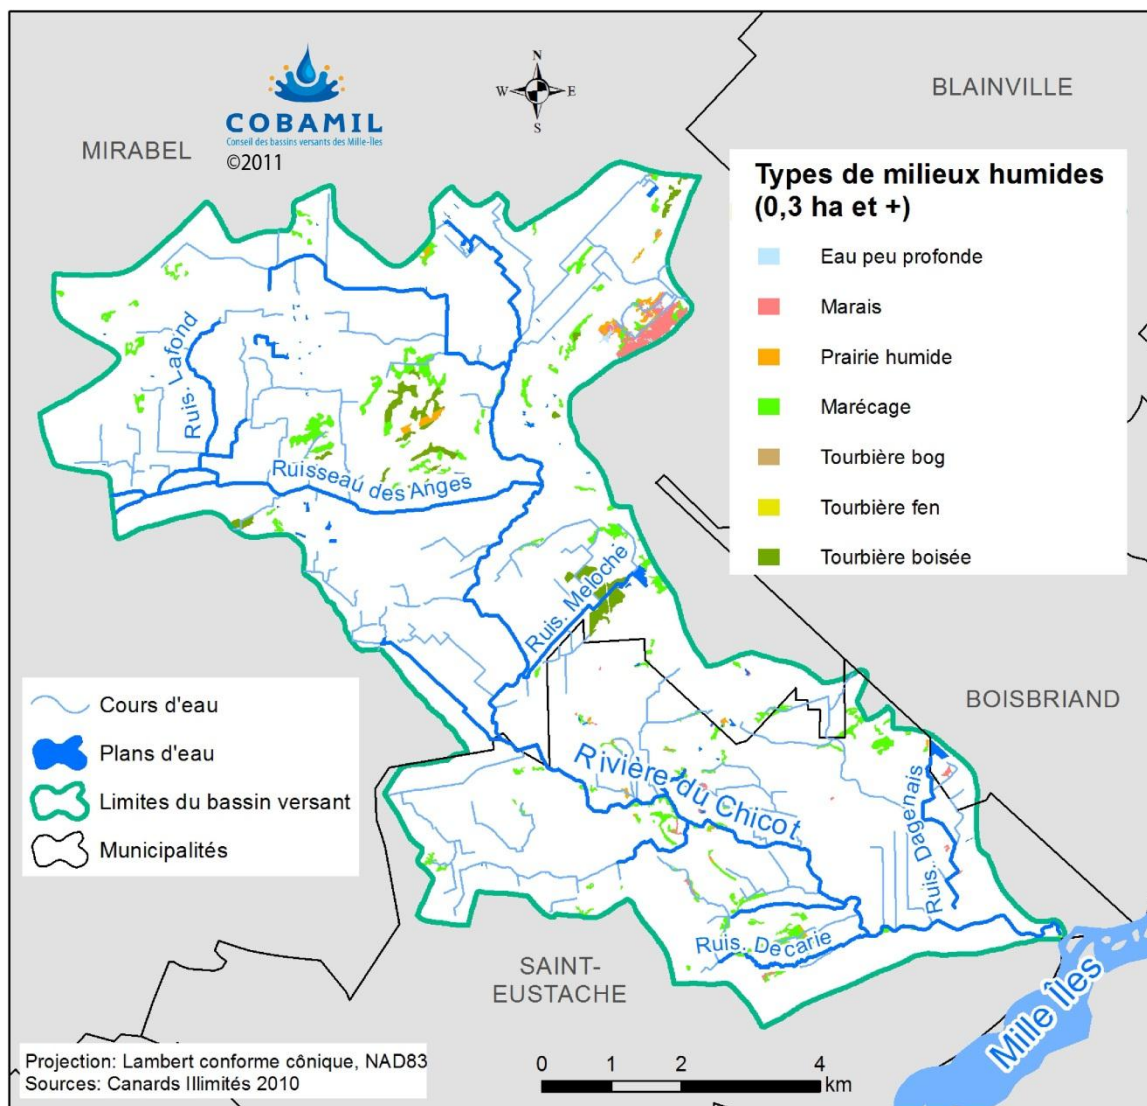 BLAINVILLE
N
W E
S
COBAMIL
Conseil des bassins versants des Mille-Îles
©2011
MIRABEL
Types de milieux humides
(0,3 ha et +)
Eau peu profonde
Marais
Prairie humide
Marécage
Tourbière bog
Tourbière fen
Tourbière boisée
Ruis. Lafond
Ruisseau des Anges
Ruis. Meloche
Cours d'eau
Plans d'eau
Limites du bassin versant
Municipalités
BOISBRIAND
Rivière du Chicot
Ruis. Dagenais
Ruis. Decarie
SAINT-
EUSTACHE
Mille Îles
Projection: Lambert conforme cônique, NAD83
Sources: Canards Illimités 2010
0 1 2 4
km